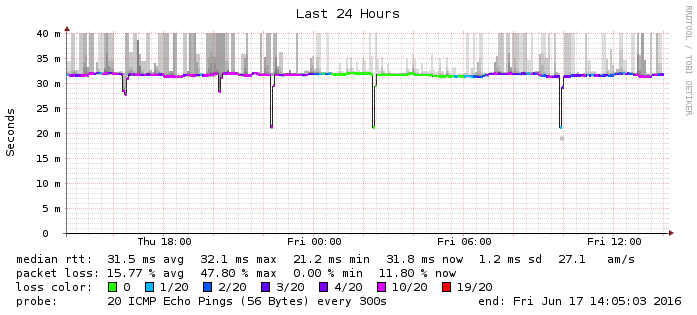 Last 24 Hours
RRDTOOL / TOBI OETIKER
Seconds
40 m
35 m
30 m
25 m
20 m
15 m
10 m
5 m
0
Thu 18:00 Fri 00:00 Fri 06:00 Fri 12:00
median rtt: 31.5 ms avg 32.1 ms max 21.2 ms min 31.8 ms now 1.2 ms sd 27.1 am/s
packet loss: 15.77 % avg 47.80 % max 0.00 % min 11.80 % now
loss color: 0 1/20 2/20 3/20 4/20 10/20 19/20
probe: 20 ICMP Echo Pings (56 Bytes) every 300s end: Fri Jun 17 14:05:03 2016